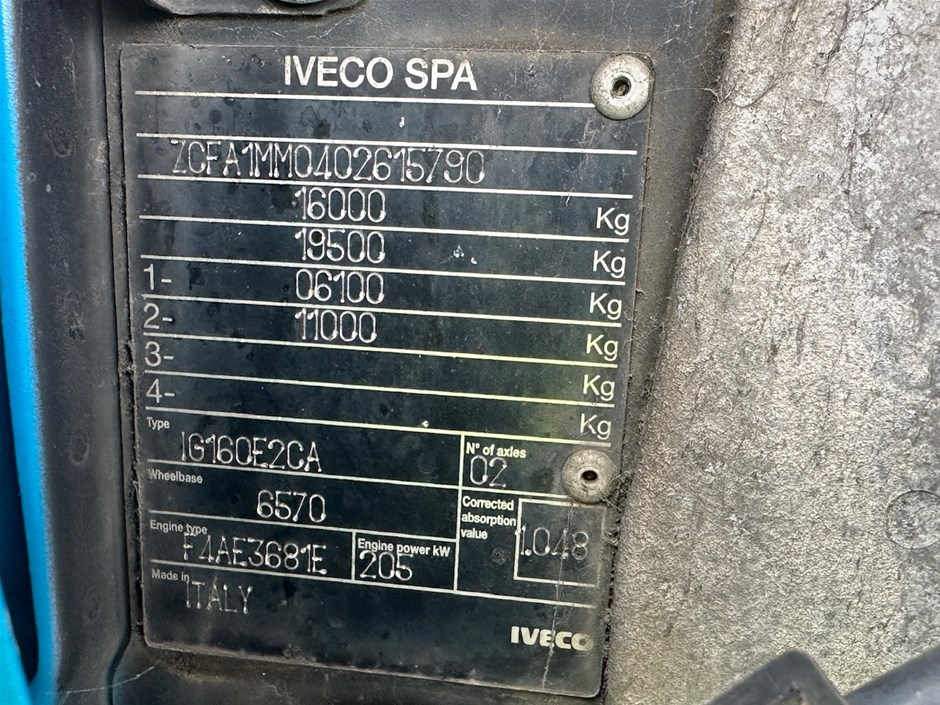 IVECO SPA
ZCFA1MM0402615790
16000 Kg
19500 Kg
1- 06100 Kg
2- 11000 Kg
3- Kg
4- Kg
Type IG160E2CA
N° of axles 02
Wheelbase 6570
Corrected absorption value 1.048
Engine type F4AE3681E
Engine power kW 205
Made in ITALY
IVECO